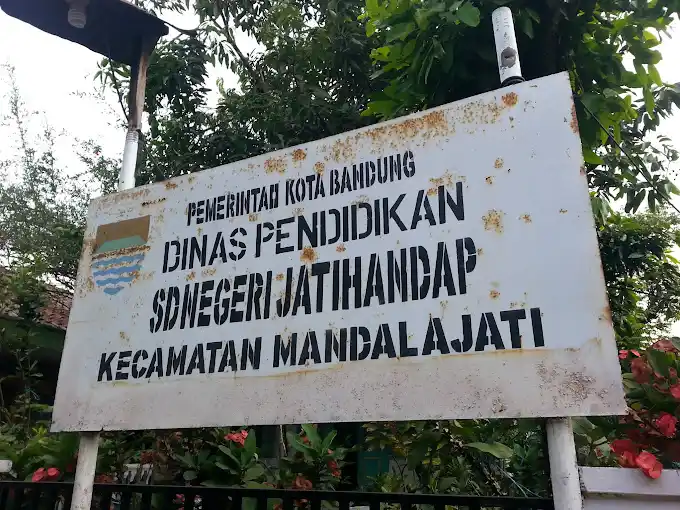 PEMERINTAH KOTA BANDUNG
DINAS PENDIDIKAN
SD NEGERI JATIHANDAP
KECAMATAN MANDALAJATI